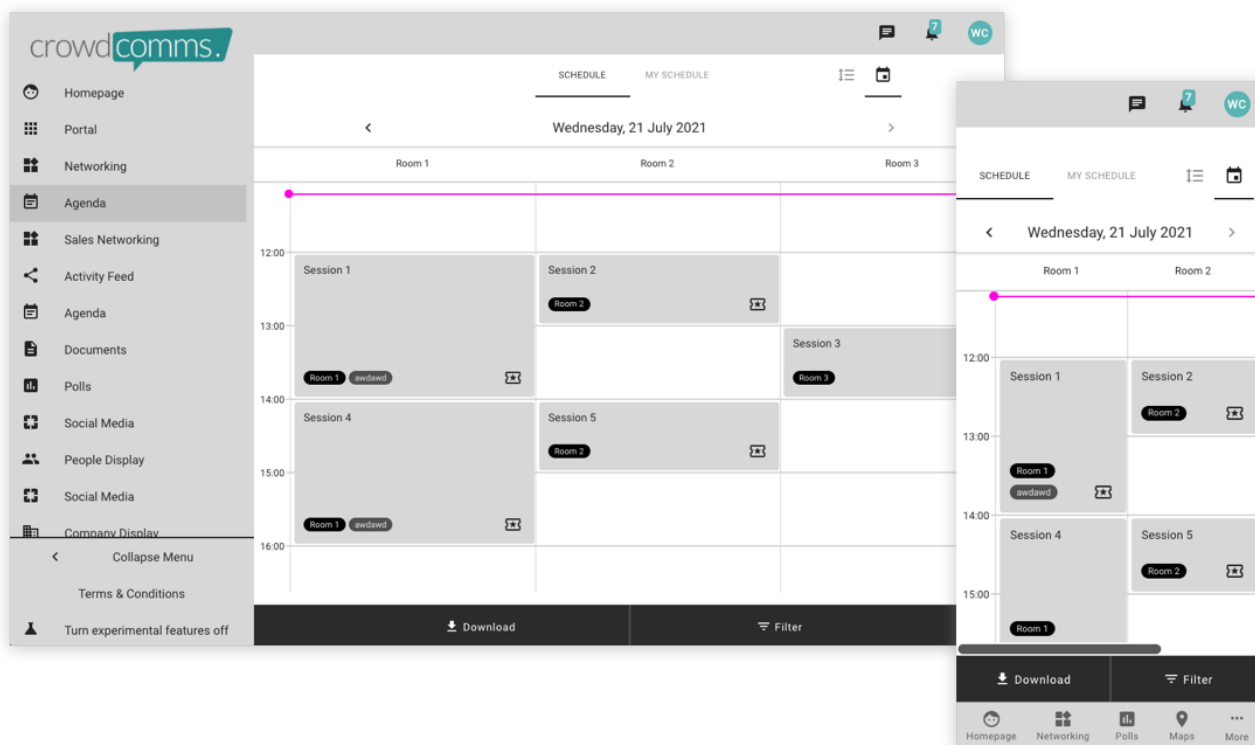 crowdcomms.
7
WC
Homepage
Portal
Networking
Agenda
Sales Networking
Activity Feed
Agenda
Documents
Polls
Social Media
People Display
Social Media
Company Display
Collapse Menu
Terms & Conditions
Turn experimental features off
SCHEDULE MY SCHEDULE
Wednesday, 21 July 2021
Room 1 Room 2 Room 3
12:00
Session 1 Session 2
Room 2
13:00
Session 3
Room 1 awdawd Room 3
14:00
Session 4 Session 5
Room 2
15:00
Room 1 awdawd
16:00
Download Filter
7
WC
SCHEDULE MY SCHEDULE
Wednesday, 21 July 2021
Room 1 Room 2
12:00
Session 1 Session 2
Room 2
13:00
Room 1
awdawd
14:00
Session 4 Session 5
Room 2
15:00
Room 1
Download Filter
Homepage Networking Polls Maps More